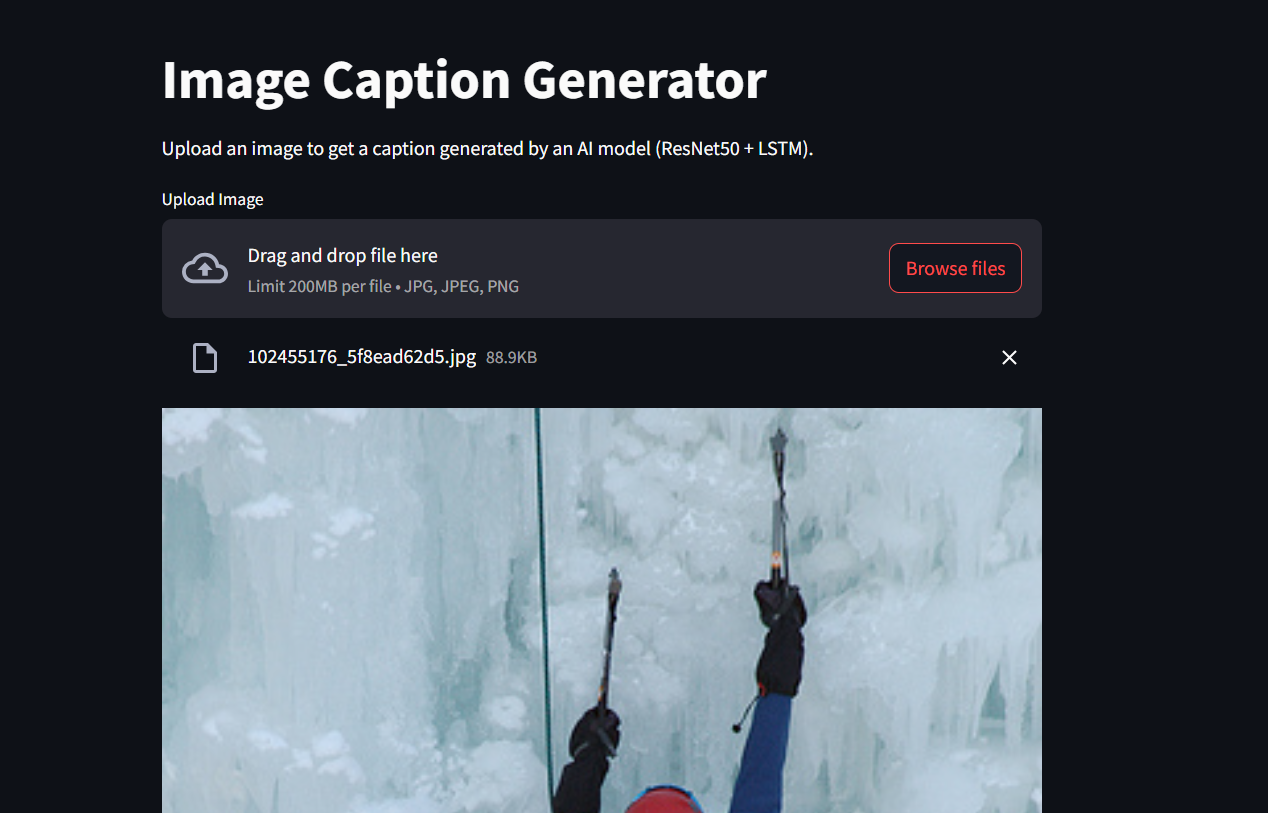 Image Caption Generator
Upload an image to get a caption generated by an AI model (ResNet50 + LSTM).
Upload Image
Drag and drop file here
Limit 200MB per file • JPG, JPEG, PNG
Browse files
102455176_5f8ead62d5.jpg 88.9KB